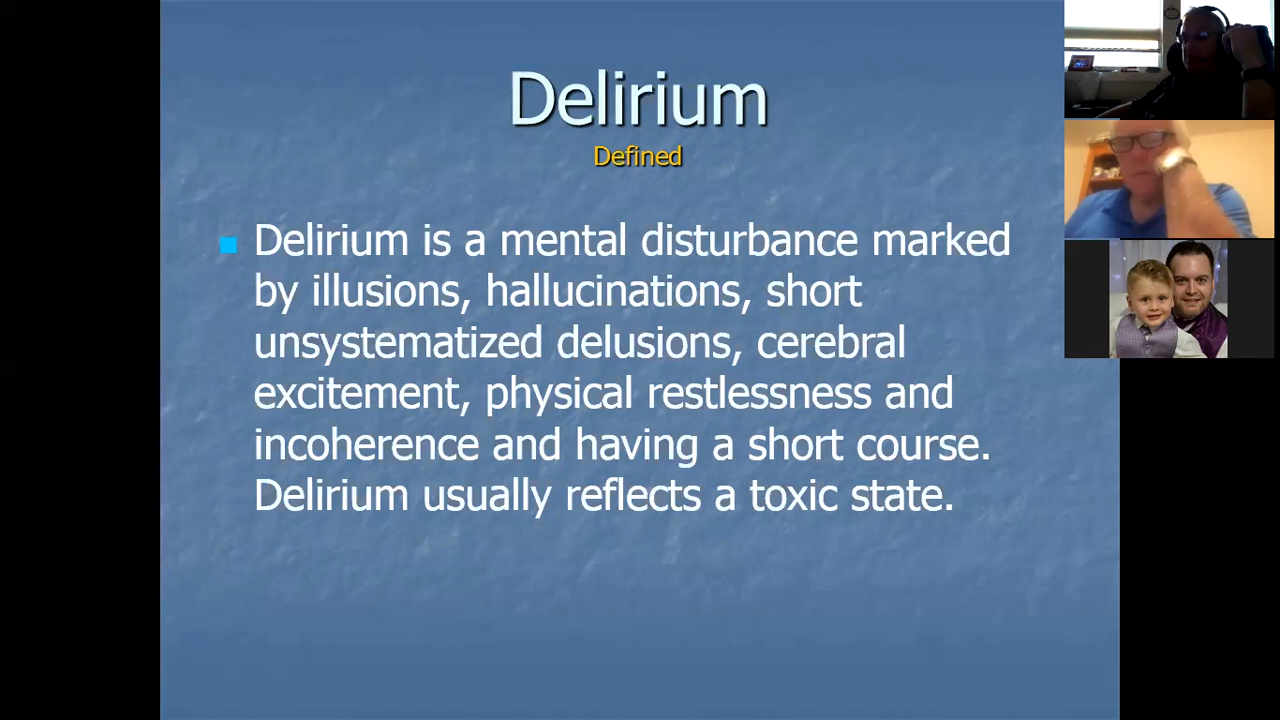 Delirium
Defined
Delirium is a mental disturbance marked
by illusions, hallucinations, short
unsystematized delusions, cerebral
excitement, physical restlessness and
incoherence and having a short course.
Delirium usually reflects a toxic state.